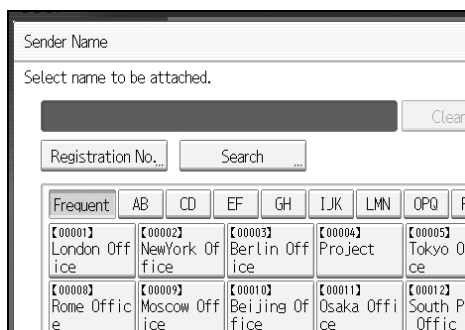 Sender Name
Select name to be attached.
Clear
Registration No...
Search ...
Frequent AB CD EF GH IJK LMN OPQ
【00001】 【00002】 【00003】 【00004】 【00005】
London Off NewYork Of Berlin Off Project Tokyo O
ice ffice ice ce
【00008】 【00009】 【00010】 【00011】 【00012】
Rome Offic Moscow Off Beijing Of Osaka Offi South P
e ice fice ce Offic